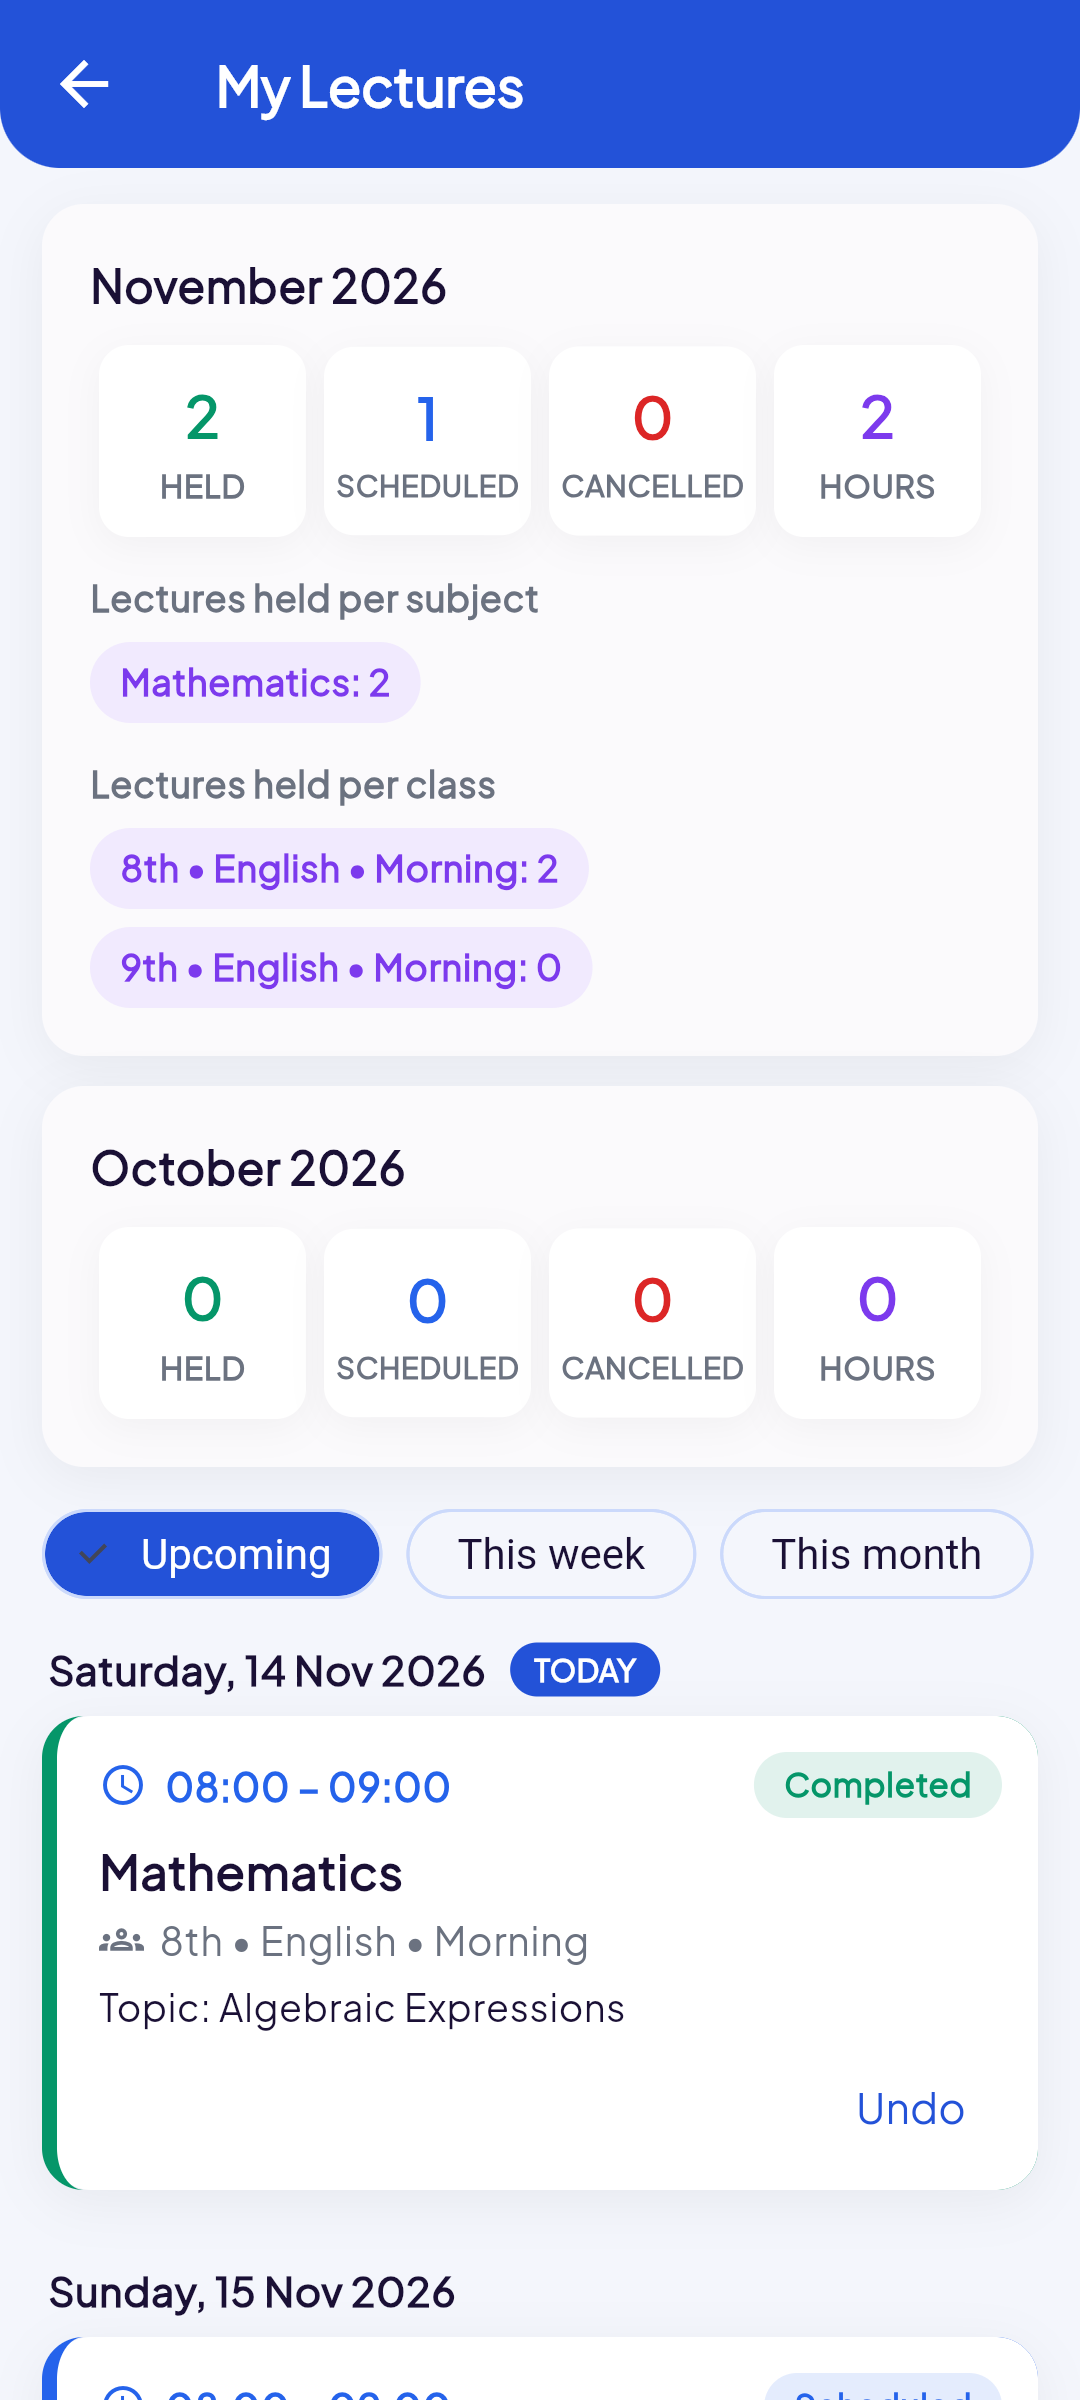 My Lectures
November 2026
2 1 0 2
HELD SCHEDULED CANCELLED HOURS
Lectures held per subject
Mathematics: 2
Lectures held per class
8th • English • Morning: 2
9th • English • Morning: 0
October 2026
0 0 0 0
HELD SCHEDULED CANCELLED HOURS
Upcoming This week This month
Saturday, 14 Nov 2026 TODAY
08:00 – 09:00 Completed
Mathematics
8th • English • Morning
Topic: Algebraic Expressions
Undo
Sunday, 15 Nov 2026